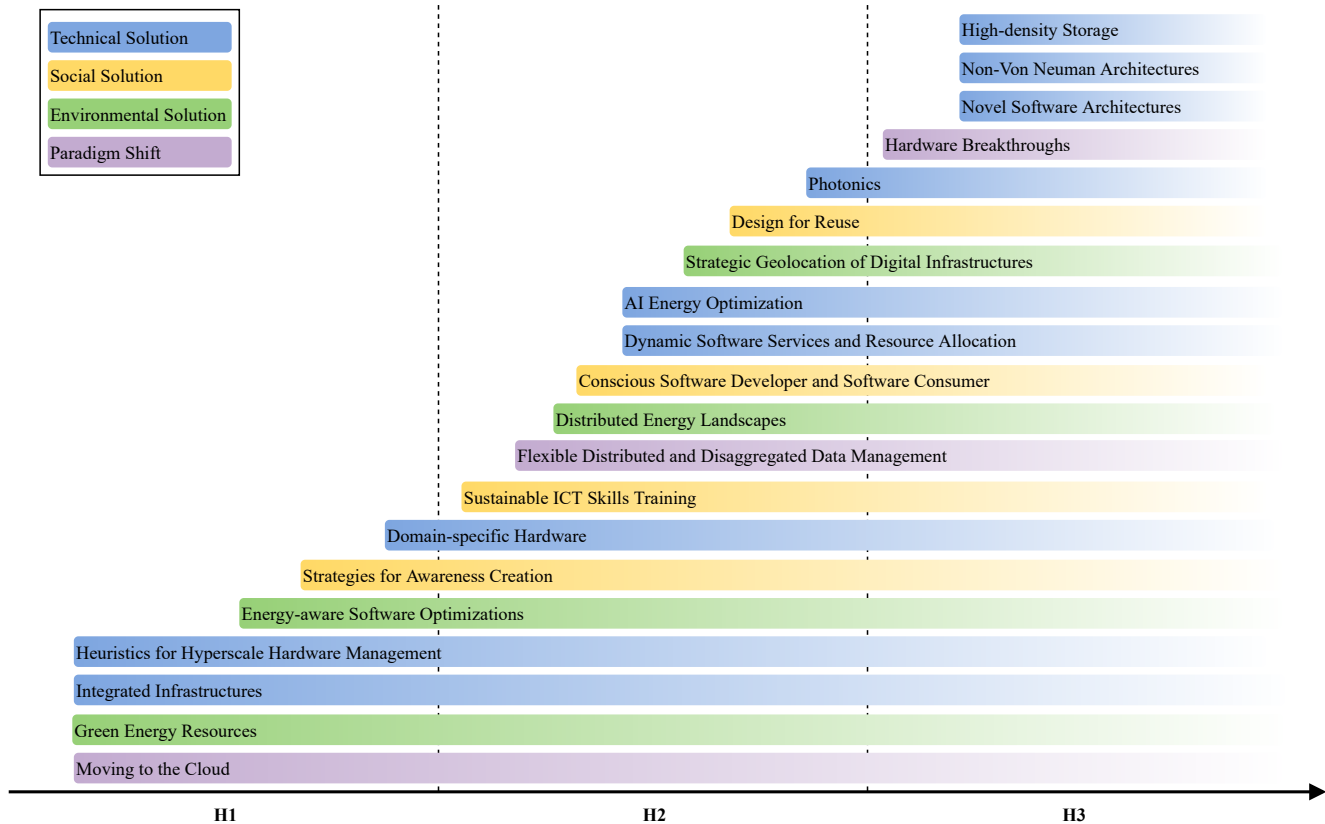 Technical Solution
Social Solution
Environmental Solution
Paradigm Shift
High-density Storage
Non-Von Neuman Architectures
Novel Software Architectures
Hardware Breakthroughs
Photonics
Design for Reuse
Strategic Geolocation of Digital Infrastructures
AI Energy Optimization
Dynamic Software Services and Resource Allocation
Conscious Software Developer and Software Consumer
Distributed Energy Landscapes
Flexible Distributed and Disaggregated Data Management
Sustainable ICT Skills Training
Domain-specific Hardware
Strategies for Awareness Creation
Energy-aware Software Optimizations
Heuristics for Hyperscale Hardware Management
Integrated Infrastructures
Green Energy Resources
Moving to the Cloud
H1 H2 H3